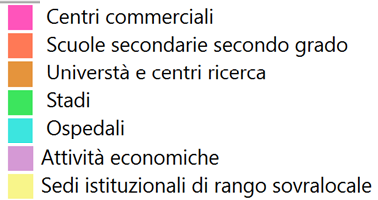 Centri commerciali
Scuole secondarie secondo grado
Universtà e centri ricerca
Stadi
Ospedali
Attività economiche
Sedi istituzionali di rango sovralocale